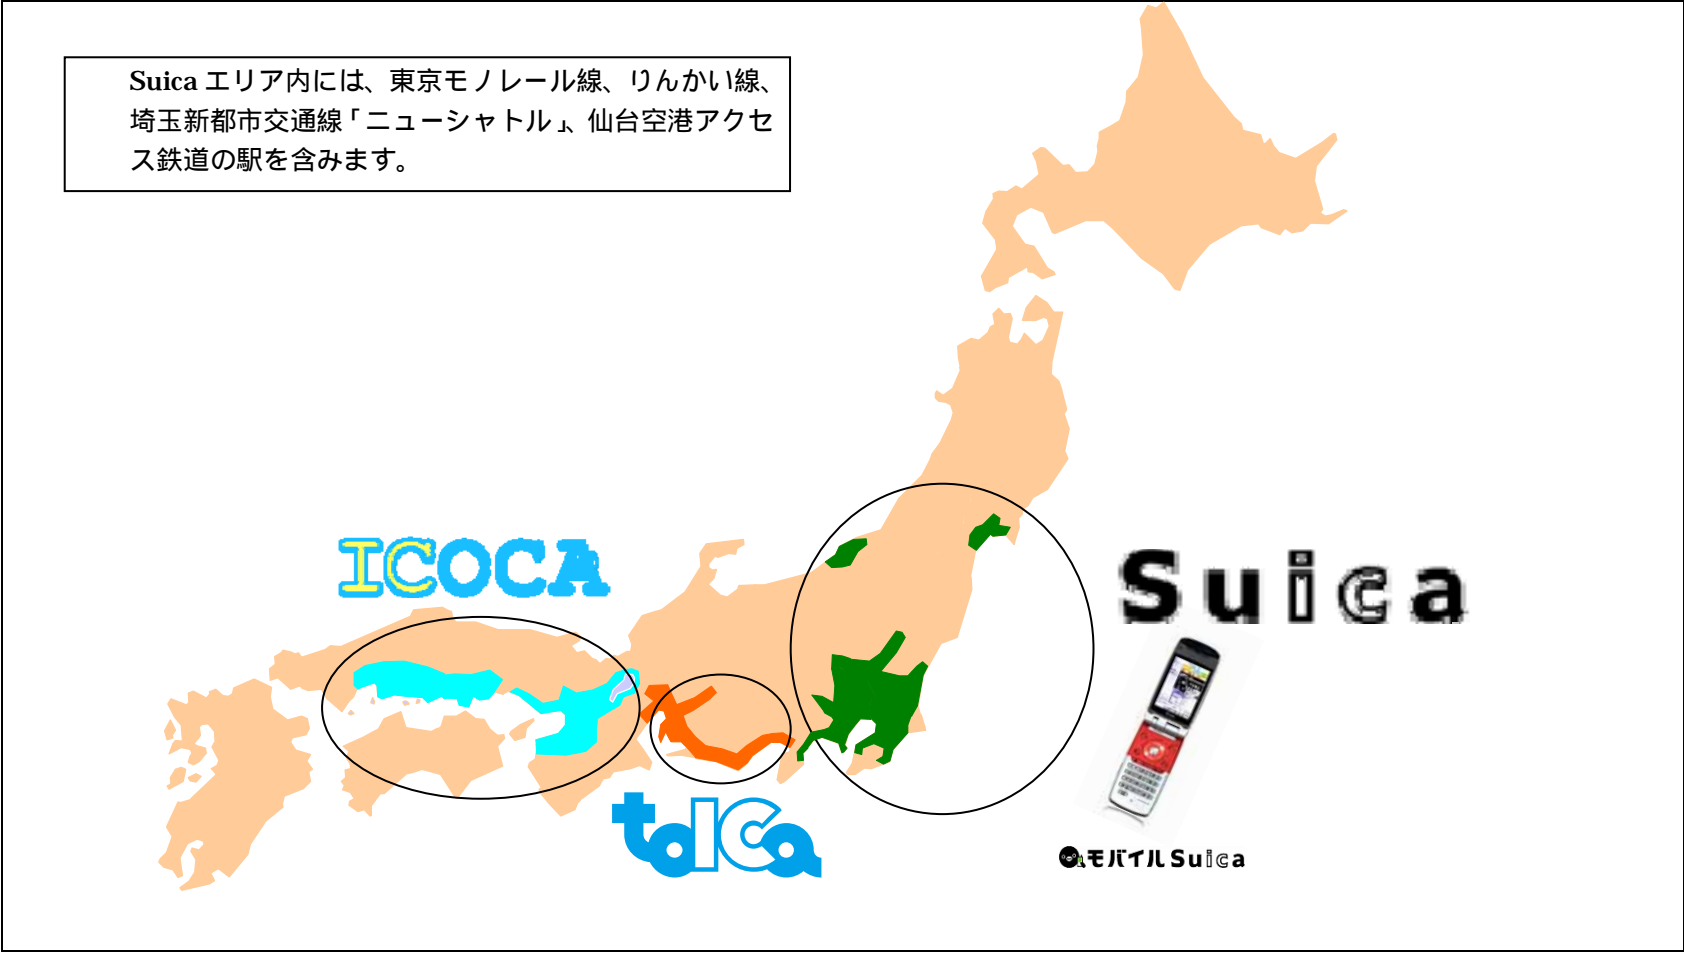 Suica エリア内には、東京モノレール線、りんかい線、
埼玉新都市交通線「ニューシャトル」、仙台空港アクセ
ス鉄道の駅を含みます。
ICOCA
Suica
toICa
モバイルSuica